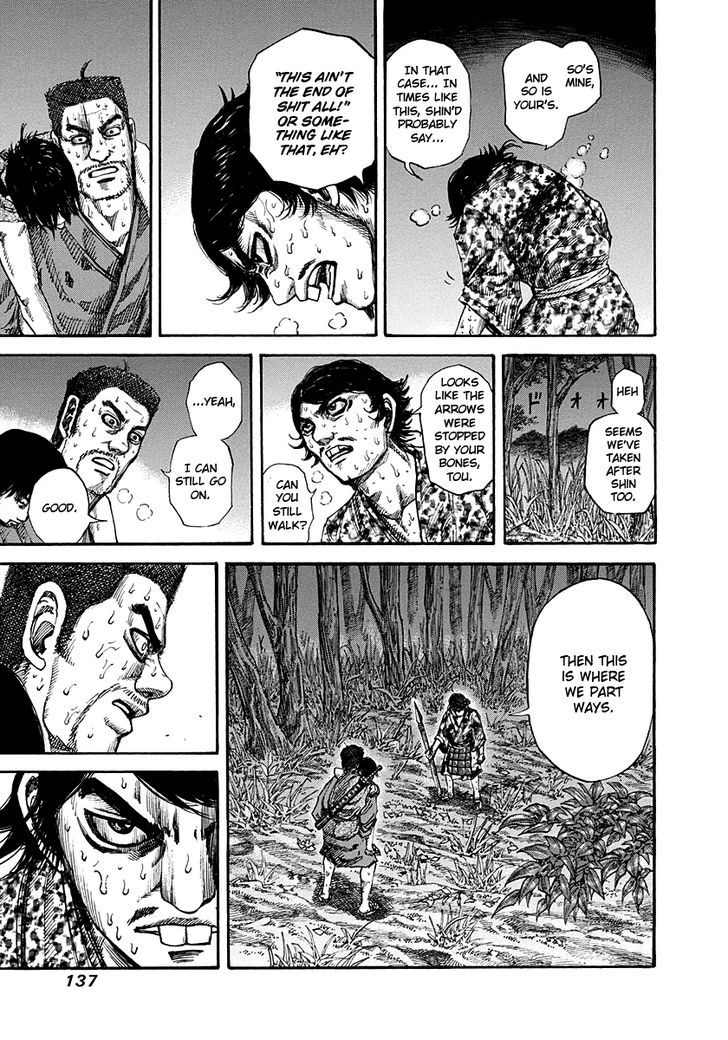 SO'S
MINE,
AND
SO IS
YOUR'S.
IN THAT
CASE... IN
TIMES LIKE
THIS, SHIN'D
PROBABLY
SAY...
"THIS AIN'T
THE END OF
SHIT ALL!"
OR SOME-
THING LIKE
THAT, EH?
HEH
SEEMS
WE'VE
TAKEN
AFTER
SHIN
TOO.
ドオオ
LOOKS
LIKE THE
ARROWS
WERE
STOPPED
BY YOUR
BONES,
TOU.
CAN
YOU
STILL
WALK?
...YEAH,
I CAN
STILL GO
ON.
GOOD.
THEN THIS
IS WHERE
WE PART
WAYS.
137